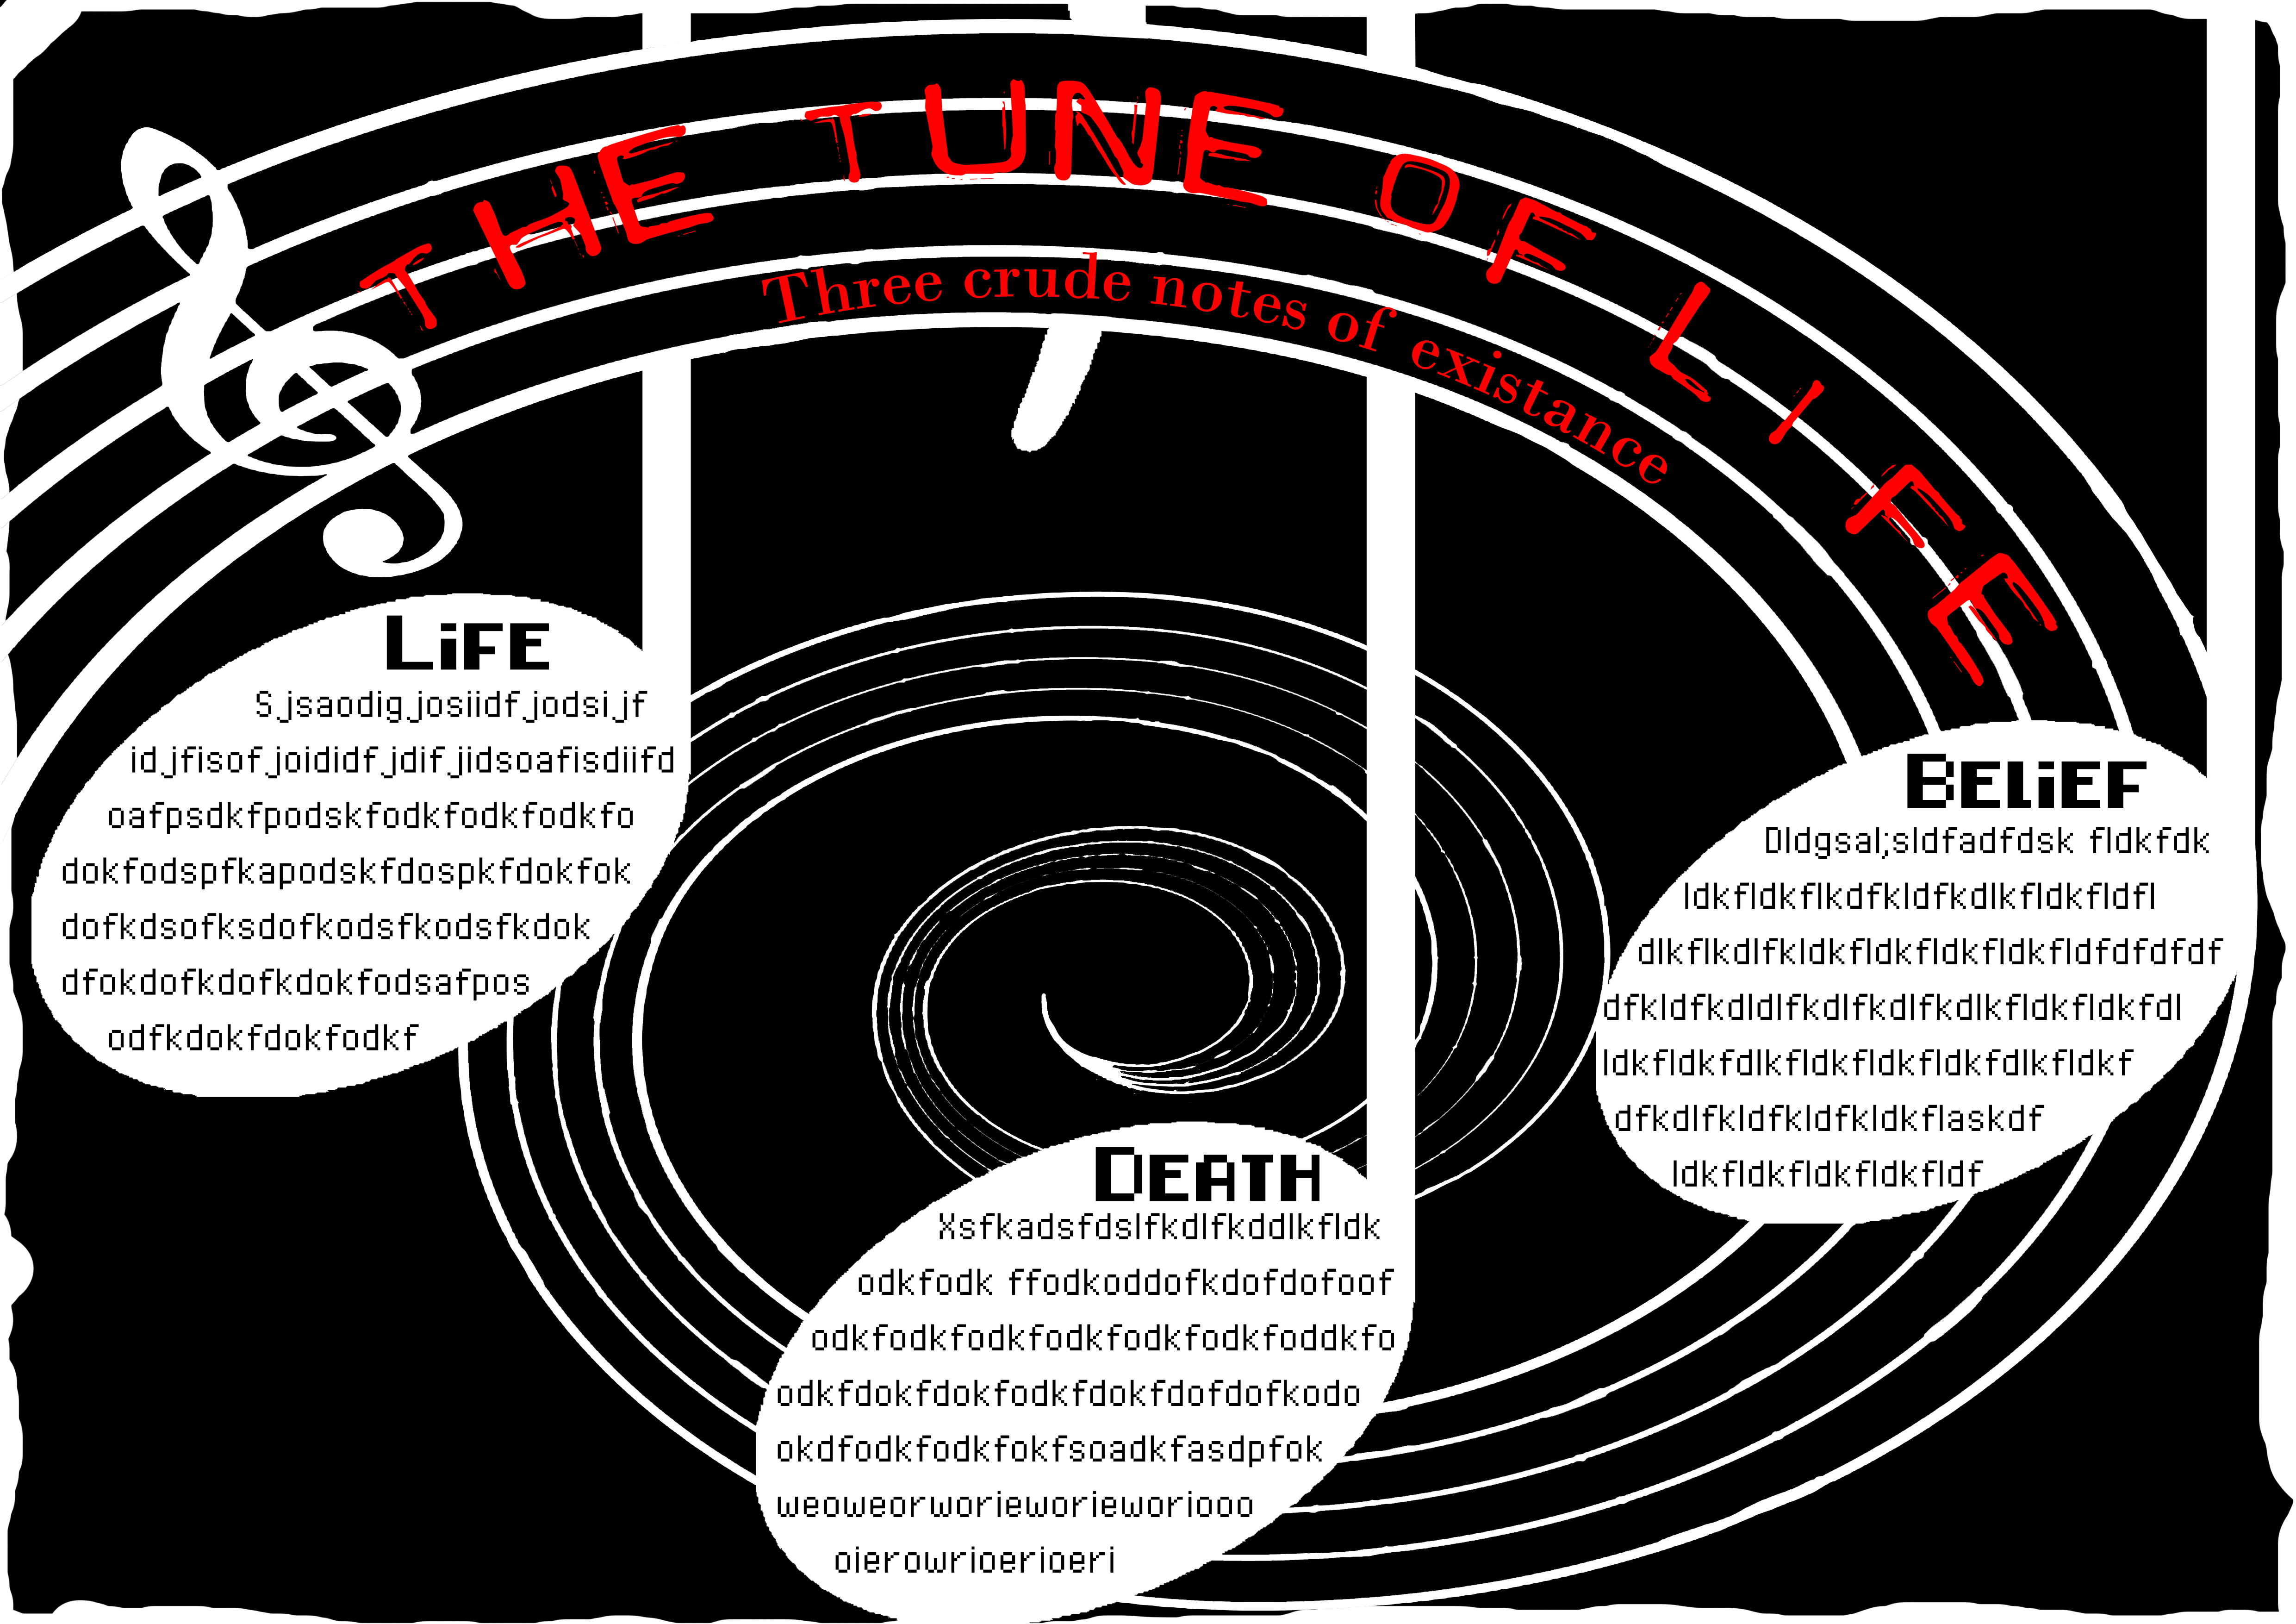 THE TUNE OF LIFE
Three crude notes of existance
LiFE
Sjsaodigjosiidfjodsijf
idjfisofjoididfjdifjidsoafisdiifd
oafpsdkfpodskfodkfodkfodkfo
dokfodspfkapodskfdospkfdokfok
dofkdsofksdofkodsfkodsfkdok
dfokdofkdofkdokfodsafpos
odfkdokfdokfodkf
BELiEF
Dldgsal;sldfadfdsk fldkfdk
ldkfldkflkdfkldfkdlkfldkfldfl
dlkflkdlfkldkfldkfldkfldkfldfdfdfdf
dfkldfkdldlfkdlfkdlfkdlkfldkfldkfdl
ldkfldkfdlkfldkfldkfldkfdlkfldkf
dfkdlfkldfkldfkldkflaskdf
ldkfldkfldkfldkfldf
DEATH
Xsfkadsfdslfkdlfkddlkfldk
odkfodk ffodkoddofkdofdofoof
odkfodkfodkfodkfodkfodkfoddkfo
odkfdokfdokfodkfdokfdofdofkodo
okdfodkfodkfokfsoadkfasdpfok
weoweorworieworieworiooo
oierowrioerioeri